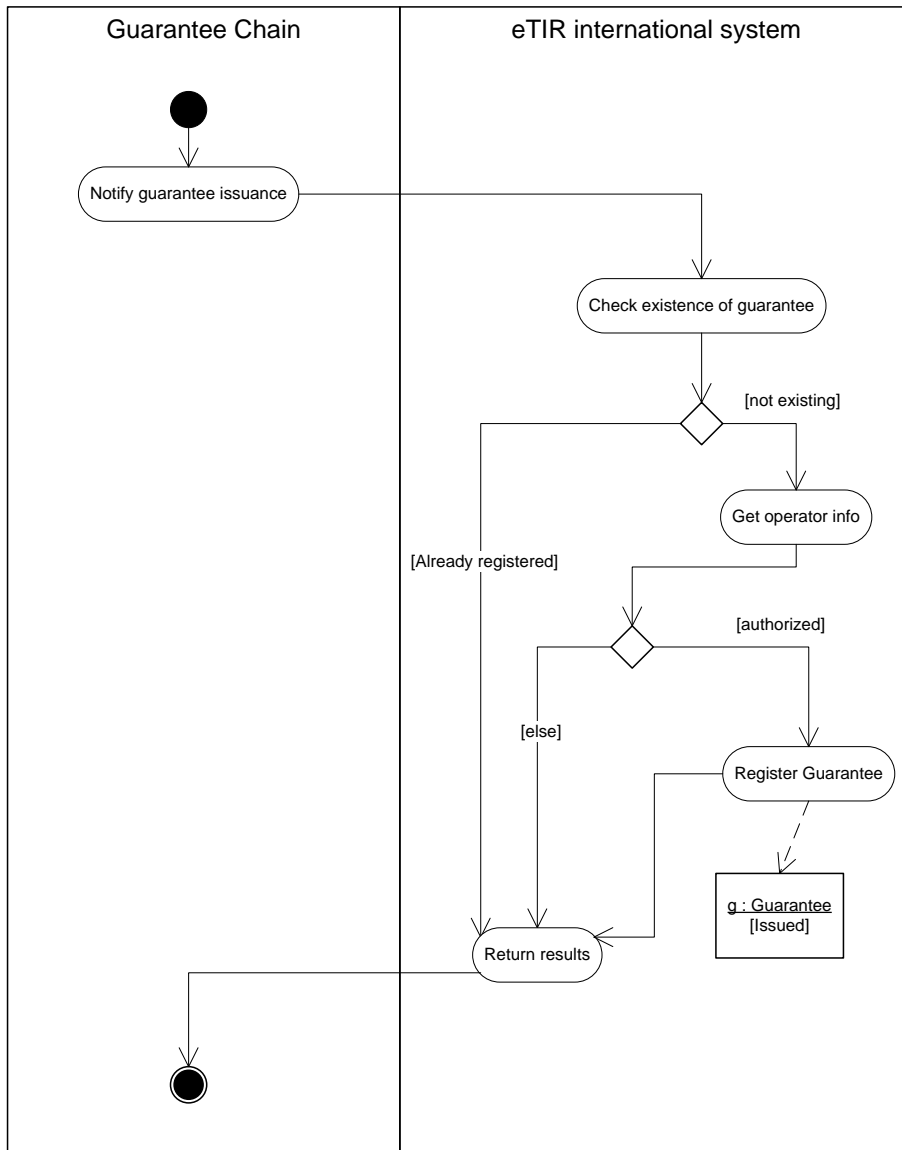 Guarantee Chain
eTIR international system
Notify guarantee issuance
Check existence of guarantee
[not existing]
Get operator info
[Already registered]
[authorized]
[else]
Register Guarantee
g : Guarantee
[Issued]
Return results